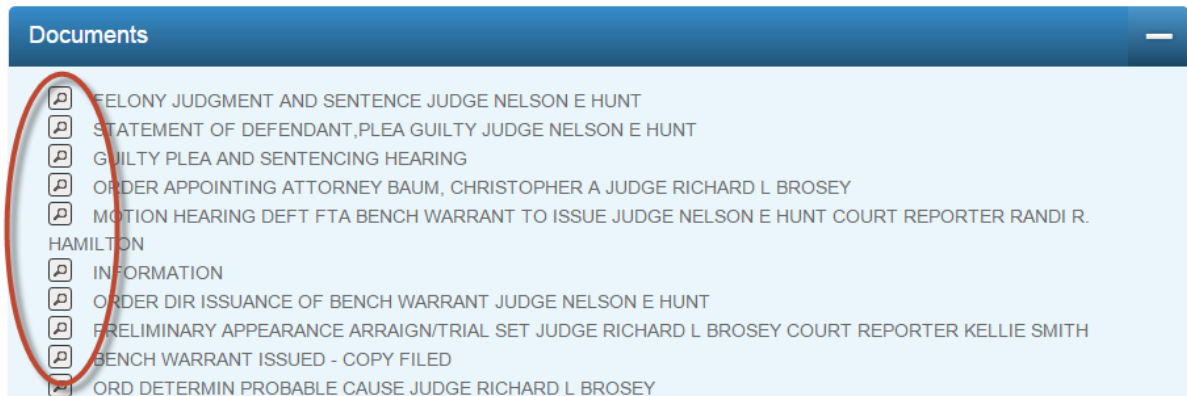 Documents
FELONY JUDGMENT AND SENTENCE JUDGE NELSON E HUNT
STATEMENT OF DEFENDANT,PLEA GUILTY JUDGE NELSON E HUNT
GUILTY PLEA AND SENTENCING HEARING
ORDER APPOINTING ATTORNEY BAUM, CHRISTOPHER A JUDGE RICHARD L BROSEY
MOTION HEARING DEFT FTA BENCH WARRANT TO ISSUE JUDGE NELSON E HUNT COURT REPORTER RANDI R.
HAMILTON
INFORMATION
ORDER DIR ISSUANCE OF BENCH WARRANT JUDGE NELSON E HUNT
PRELIMINARY APPEARANCE ARRAIGN/TRIAL SET JUDGE RICHARD L BROSEY COURT REPORTER KELLIE SMITH
BENCH WARRANT ISSUED - COPY FILED
ORD DETERMIN PROBABLE CAUSE JUDGE RICHARD L BROSEY